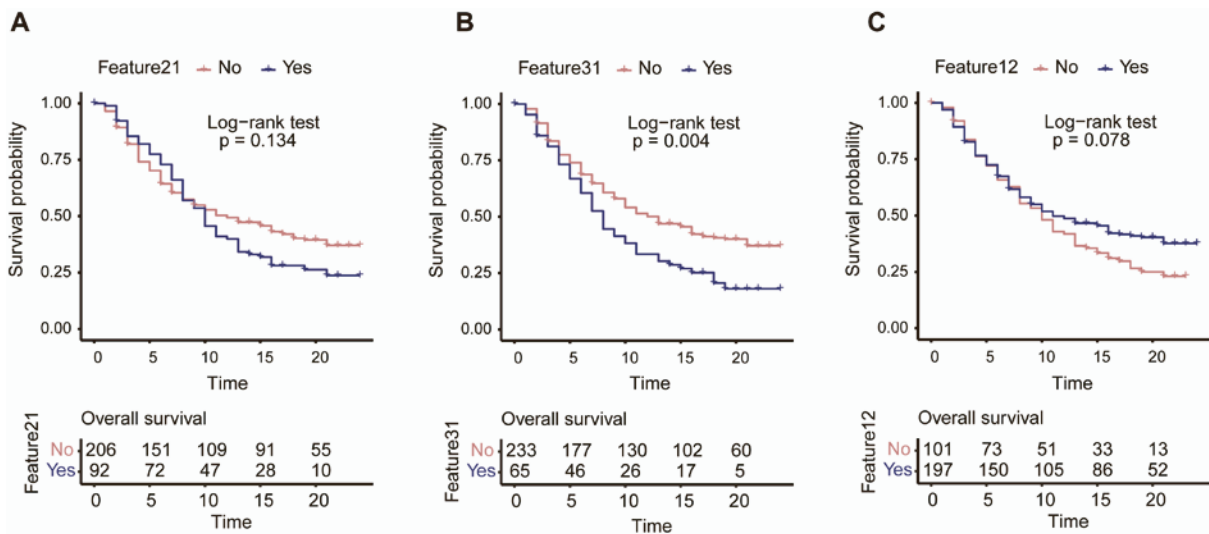 A
Feature21 No Yes
Log-rank test
p = 0.134
Survival probability
1.00
0.75
0.50
0.25
0.00
0 5 10 15 20
Time
Overall survival
Feature21
No 206 151 109 91 55
Yes 92 72 47 28 10
0 5 10 15 20
Time
B
Feature31 No Yes
Log-rank test
p = 0.004
Survival probability
1.00
0.75
0.50
0.25
0.00
0 5 10 15 20
Time
Overall survival
Feature31
No 233 177 130 102 60
Yes 65 46 26 17 5
0 5 10 15 20
Time
C
Feature12 No Yes
Log-rank test
p = 0.078
Survival probability
1.00
0.75
0.50
0.25
0.00
0 5 10 15 20
Time
Overall survival
Feature12
No 101 73 51 33 13
Yes 197 150 105 86 52
0 5 10 15 20
Time